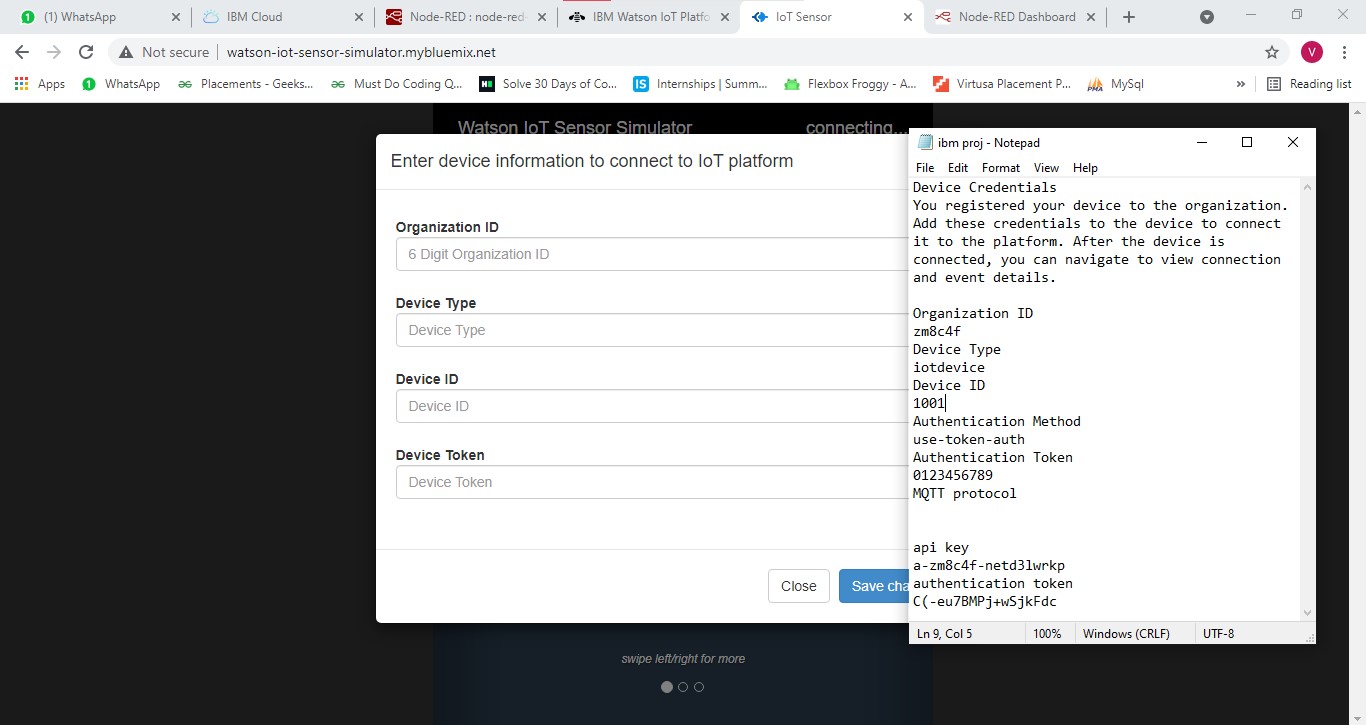 (1) WhatsApp
IBM Cloud
Node-RED : node-red-
IBM Watson IoT Platfo
IoT Sensor
Node-RED Dashboard
Not secure
watson-iot-sensor-simulator.mybluemix.net
V
Apps
WhatsApp
Placements - Geeks...
Must Do Coding Q...
Solve 30 Days of Co...
Internships | Summ...
Flexbox Froggy - A...
Virtusa Placement P...
MySql
»
Reading list
Watson IoT Sensor Simulator
connecting...
Enter device information to connect to IoT platform
Organization ID
6 Digit Organization ID
Device Type
Device Type
Device ID
Device ID
Device Token
Device Token
Close
Save cha
swipe left/right for more
ibm proj - Notepad
File Edit Format View Help
Device Credentials
You registered your device to the organization.
Add these credentials to the device to connect
it to the platform. After the device is
connected, you can navigate to view connection
and event details.
Organization ID
zm8c4f
Device Type
iotdevice
Device ID
1001
Authentication Method
use-token-auth
Authentication Token
0123456789
MQTT protocol
api key
a-zm8c4f-netd3lwrkp
authentication token
C(-eu7BMPj+wSjkFdc
Ln 9, Col 5
100%
Windows (CRLF)
UTF-8